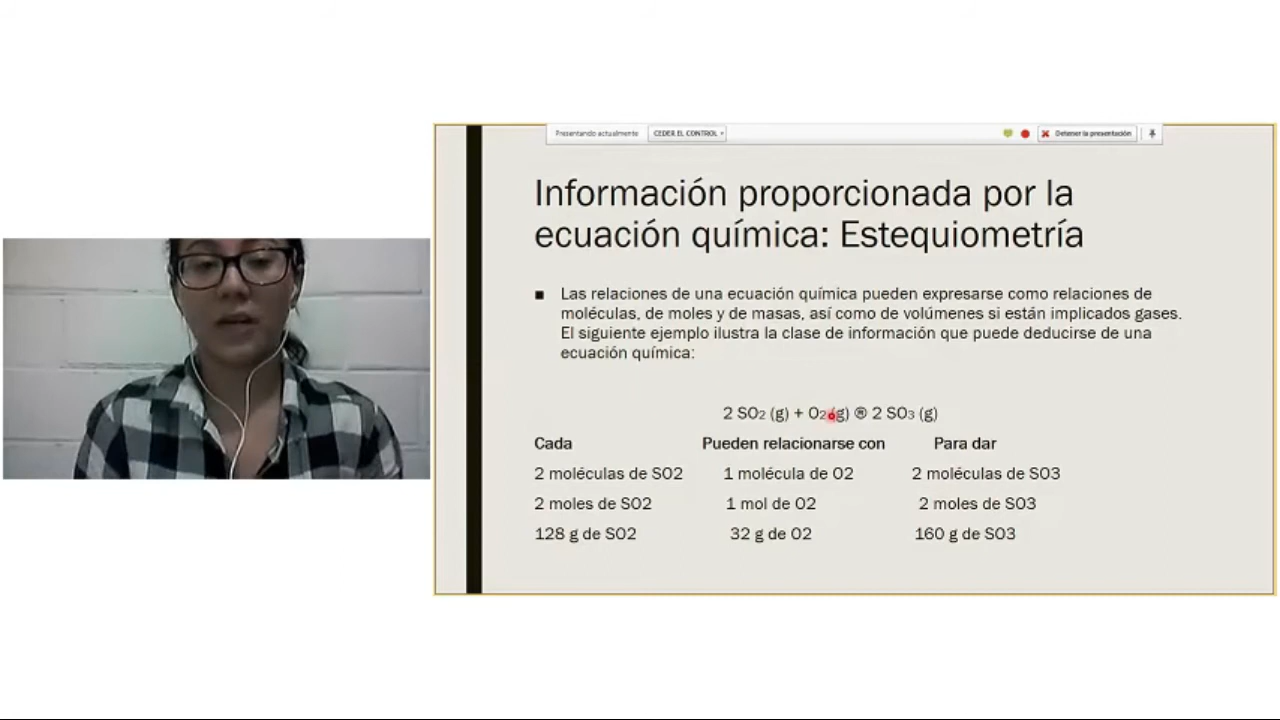 Presentando actualmente CEDER EL CONTROL Detener la presentación
Información proporcionada por la
ecuación química: Estequiometría
■ Las relaciones de una ecuación química pueden expresarse como relaciones de
moléculas, de moles y de masas, así como de volúmenes si están implicados gases.
El siguiente ejemplo ilustra la clase de información que puede deducirse de una
ecuación química:
2 SO2 (g) + O2 (g) ® 2 SO3 (g)
Cada Pueden relacionarse con Para dar
2 moléculas de SO2 1 molécula de O2 2 moléculas de SO3
2 moles de SO2 1 mol de O2 2 moles de SO3
128 g de SO2 32 g de O2 160 g de SO3